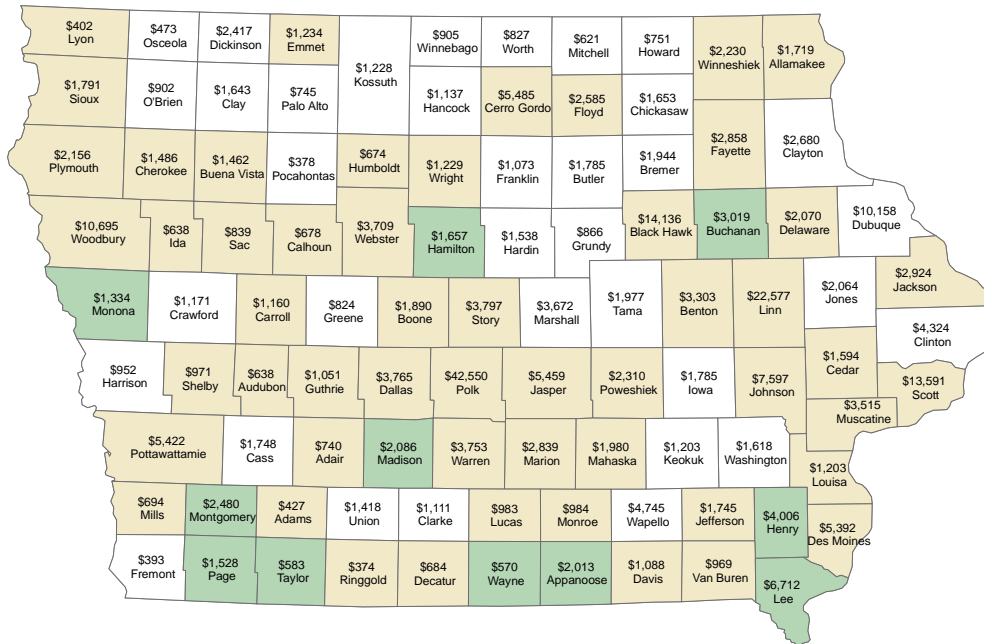 $402
Lyon
$473
Osceola
$2,417
Dickinson
$1,234
Emmet
$1,228
Kossuth
$905
Winnebago
$827
Worth
$621
Mitchell
$751
Howard
$2,230
Winneshiek
$1,719
Allamakee
$1,791
Sioux
$902
O'Brien
$1,643
Clay
$745
Palo Alto
$1,137
Hancock
$5,485
Cerro Gordo
$2,585
Floyd
$1,653
Chickasaw
$2,156
Plymouth
$1,486
Cherokee
$1,462
Buena Vista
$378
Pocahontas
$674
Humboldt
$1,229
Wright
$1,073
Franklin
$1,785
Butler
$1,944
Bremer
$2,858
Fayette
$2,680
Clayton
$10,695
Woodbury
$638
Ida
$839
Sac
$678
Calhoun
$3,709
Webster
$1,657
Hamilton
$1,538
Hardin
$866
Grundy
$14,136
Black Hawk
$3,019
Buchanan
$2,070
Delaware
$10,158
Dubuque
$1,334
Monona
$1,171
Crawford
$1,160
Carroll
$824
Greene
$1,890
Boone
$3,797
Story
$3,672
Marshall
$1,977
Tama
$3,303
Benton
$22,577
Linn
$2,064
Jones
$2,924
Jackson
$4,324
Clinton
$952
Harrison
$971
Shelby
$638
Audubon
$1,051
Guthrie
$3,765
Dallas
$42,550
Polk
$5,459
Jasper
$2,310
Poweshiek
$1,785
Iowa
$7,597
Johnson
$1,594
Cedar
$13,591
Scott
$3,515
Muscatine
$5,422
Pottawattamie
$1,748
Cass
$740
Adair
$2,086
Madison
$3,753
Warren
$2,839
Marion
$1,980
Mahaska
$1,203
Keokuk
$1,618
Washington
$1,203
Louisa
$694
Mills
$2,480
Montgomery
$427
Adams
$1,418
Union
$1,111
Clarke
$983
Lucas
$984
Monroe
$4,745
Wapello
$1,745
Jefferson
$4,006
Henry
$5,392
Des Moines
$393
Fremont
$1,528
Page
$583
Taylor
$374
Ringgold
$684
Decatur
$570
Wayne
$2,013
Appanoose
$1,088
Davis
$969
Van Buren
$6,712
Lee